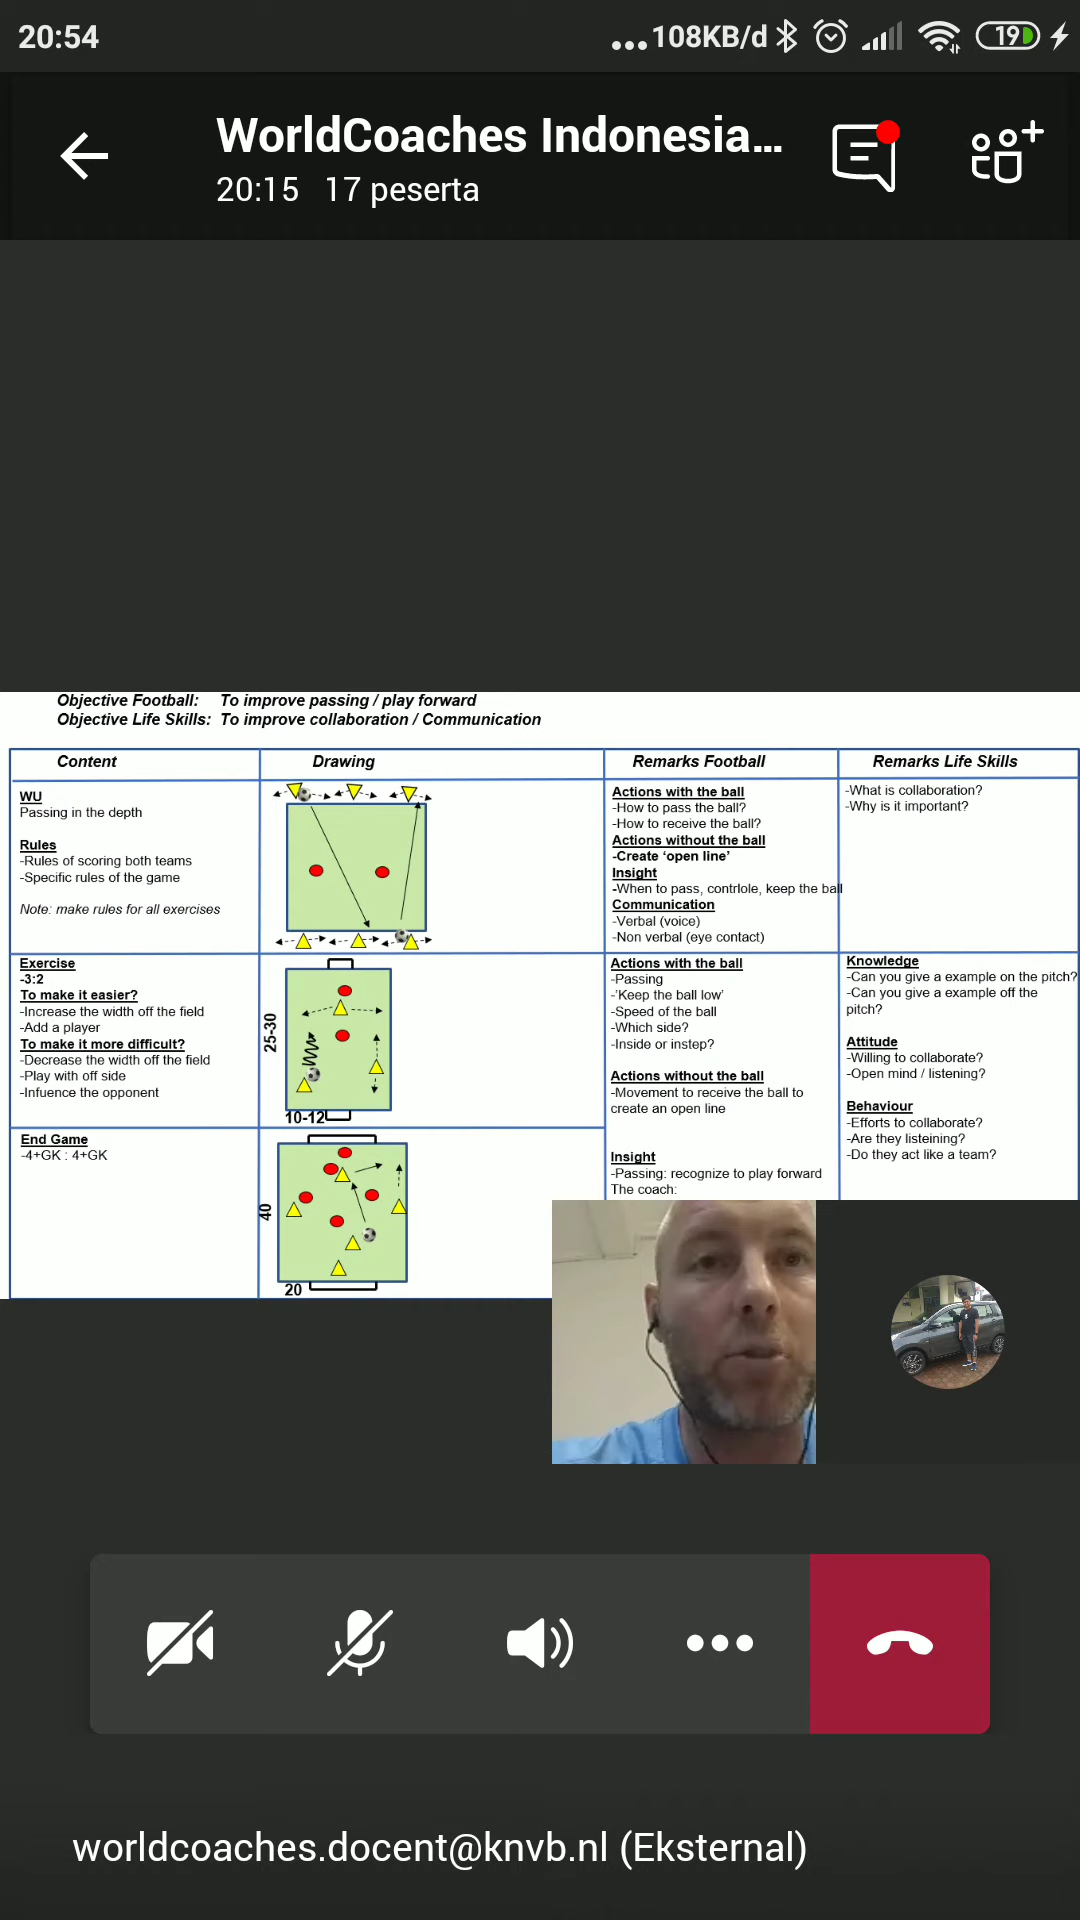 20:54
...108KB/d
19
WorldCoaches Indonesia...
20:15 17 peserta
Objective Football: To improve passing / play forward
Objective Life Skills: To improve collaboration / Communication
Content
Drawing
Remarks Football
Remarks Life Skills
WU
Passing in the depth
Rules
-Rules of scoring both teams
-Specific rules of the game
Note: make rules for all exercises
Actions with the ball
-How to pass the ball?
-How to receive the ball?
Actions without the ball
-Create ‘open line’
Insight
-When to pass, contrlole, keep the ball
Communication
-Verbal (voice)
-Non verbal (eye contact)
-What is collaboration?
-Why is it important?
Exercise
-3:2
To make it easier?
-Increase the width off the field
-Add a player
To make it more difficult?
-Decrease the width off the field
-Play with off side
-Infuence the opponent
25-30
10-12
Actions with the ball
-Passing
-‘Keep the ball low’
-Speed of the ball
-Which side?
-Inside or instep?
Actions without the ball
-Movement to receive the ball to
create an open line
Insight
-Passing: recognize to play forward
The coach:
Knowledge
-Can you give a example on the pitch?
-Can you give a example off the
pitch?
Attitude
-Willing to collaborate?
-Open mind / listening?
Behaviour
-Efforts to collaborate?
-Are they listeining?
-Do they act like a team?
End Game
-4+GK : 4+GK
40
20
worldcoaches.docent@knvb.nl (Eksternal)